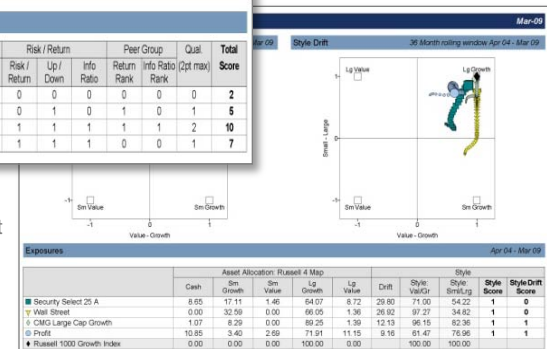 Mar-09
Risk / Return Peer Group Qual. Total
Risk / Return Up / Down Info Ratio Return Rank Info Ratio Rank (2pt max) Score
0 0 0 0 0 0 2
0 1 0 0 1 5
1 1 1 1 1 2 10
1 1 1 0 0 1 7
Mar 09
Style Drift 36 Month rolling window Apr 04 - Mar 09
Lg Value Lg Growth
1
0
-1
Small - Large
Sm Value Sm Growth
-1 0 1
Value - Growth
-1
Sm Value Sm Growth
-1 0 1
Value - Growth
Exposures Apr 04 - Mar 09
Asset Allocation: Russell 4 Map Style
Cash Sm Growth Sm Value Lg Growth Lg Value Drift Style: Val/Gr Style: Sml/Lrg Style Score Style Drift Score
Security Select 25 A 8.65 17.11 1.46 64.07 8.72 29.80 71.00 54.22 1 0
Wall Street 0.00 32.59 0.00 66.05 1.36 26.92 97.27 34.82 0 0
CMG Large Cap Growth 1.07 8.29 0.00 89.25 1.39 12.13 96.15 82.36 1 1
Profit 10.85 3.40 2.69 71.91 11.15 9.16 61.47 76.96 1 1
Russell 1000 Growth Index 0.00 0.00 0.00 100.00 0.00 100.00 100.00